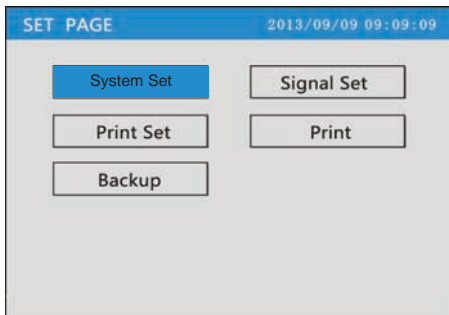 SET PAGE 2013/09/09 09:09:09
System Set Signal Set
Print Set Print
Backup